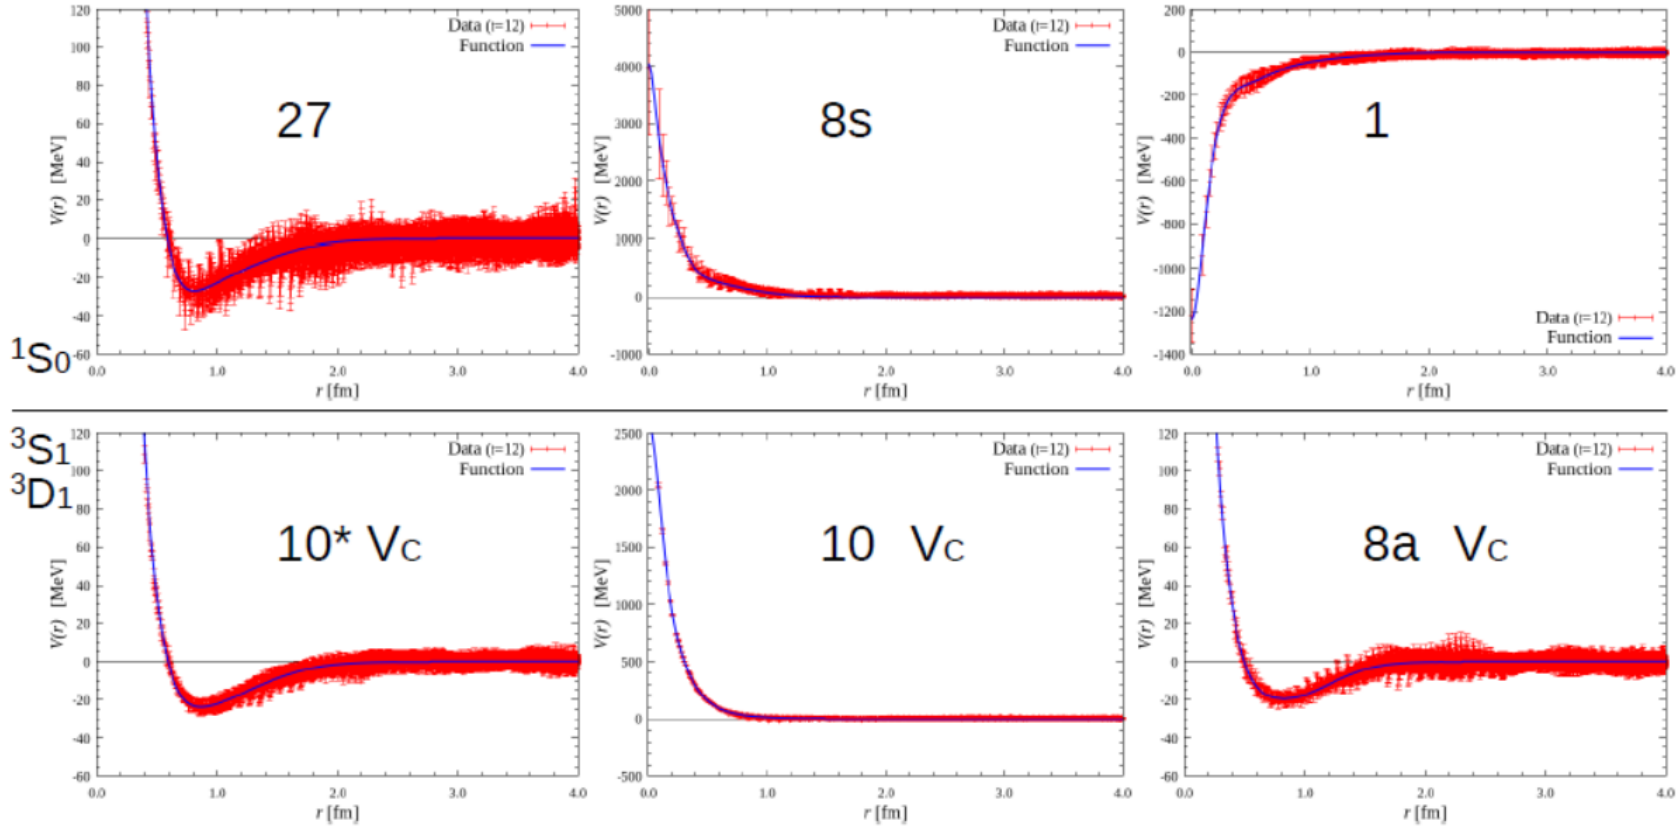 Data (t=12)
Function
27
V(r) [MeV]
120
100
80
60
40
20
0
-20
-40
-60
0.0 1.0 2.0 3.0 4.0
r [fm]
Data (t=12)
Function
8s
V(r) [MeV]
5000
4000
3000
2000
1000
0
-1000
0.0 1.0 2.0 3.0 4.0
r [fm]
1
V(r) [MeV]
0
-200
-400
-600
-800
-1000
-1200
-1400
Data (t=12)
Function
0.0 1.0 2.0 3.0 4.0
r [fm]
¹S₀
³S₁
³D₁
Data (t=12)
Function
10* Vc
V(r) [MeV]
120
100
80
60
40
20
0
-20
-40
-60
0.0 1.0 2.0 3.0 4.0
r [fm]
Data (t=12)
Function
10 Vc
V(r) [MeV]
2500
2000
1500
1000
500
0
-500
0.0 1.0 2.0 3.0 4.0
r [fm]
Data (t=12)
Function
8a Vc
V(r) [MeV]
120
100
80
60
40
20
0
-20
-40
-60
0.0 1.0 2.0 3.0 4.0
r [fm]